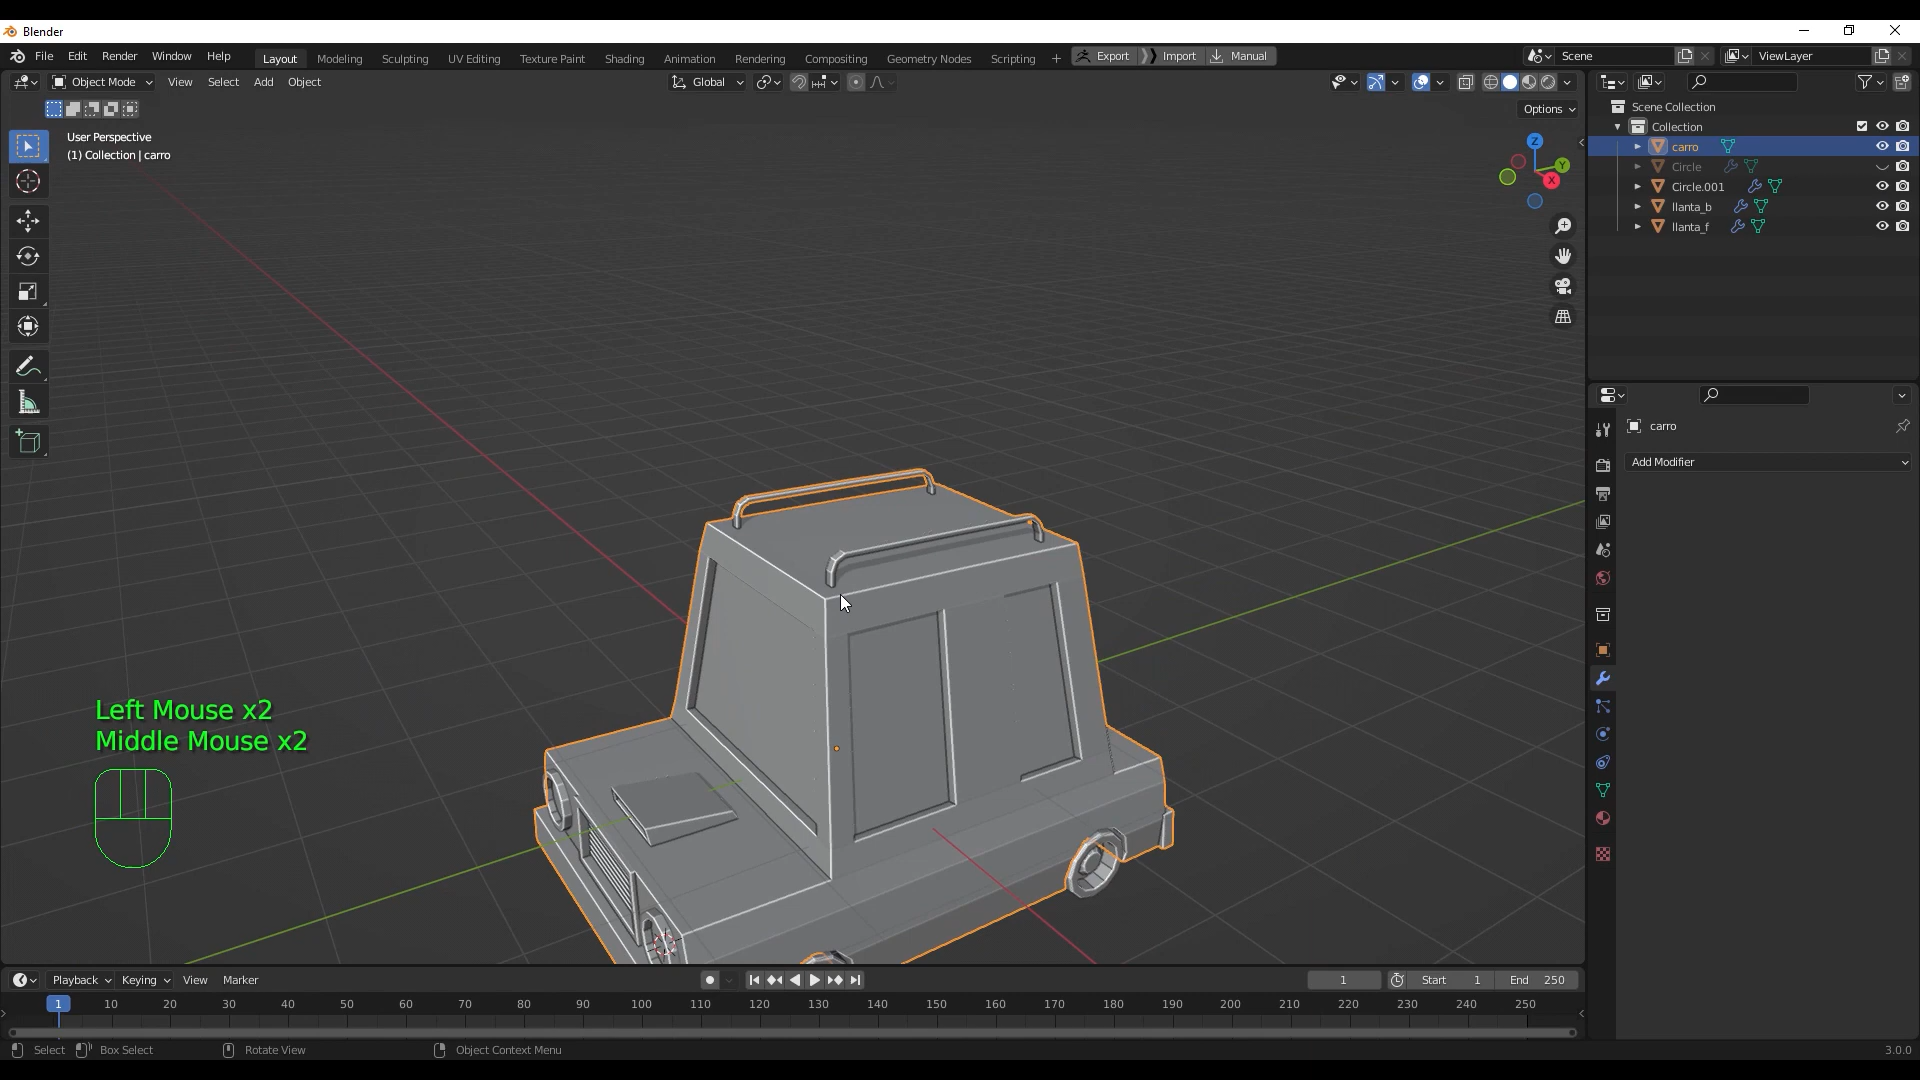 Blender
File Edit Render Window Help Layout Modeling Sculpting UV Editing Texture Paint Shading Animation Rendering Compositing Geometry Nodes Scripting + Export Import Manual Scene ViewLayer
Object Mode View Select Add Object Global
Options
User Perspective
(1) Collection | carro
Z
Y
X
Scene Collection
Collection
carro
Circle
Circle.001
llanta_b
llanta_f
carro
Add Modifier
Left Mouse x2
Middle Mouse x2
Playback Keying View Marker 1 Start 1 End 250
1 10 20 30 40 50 60 70 80 90 100 110 120 130 140 150 160 170 180 190 200 210 220 230 240 250
Select Box Select Rotate View Object Context Menu 3.0.0